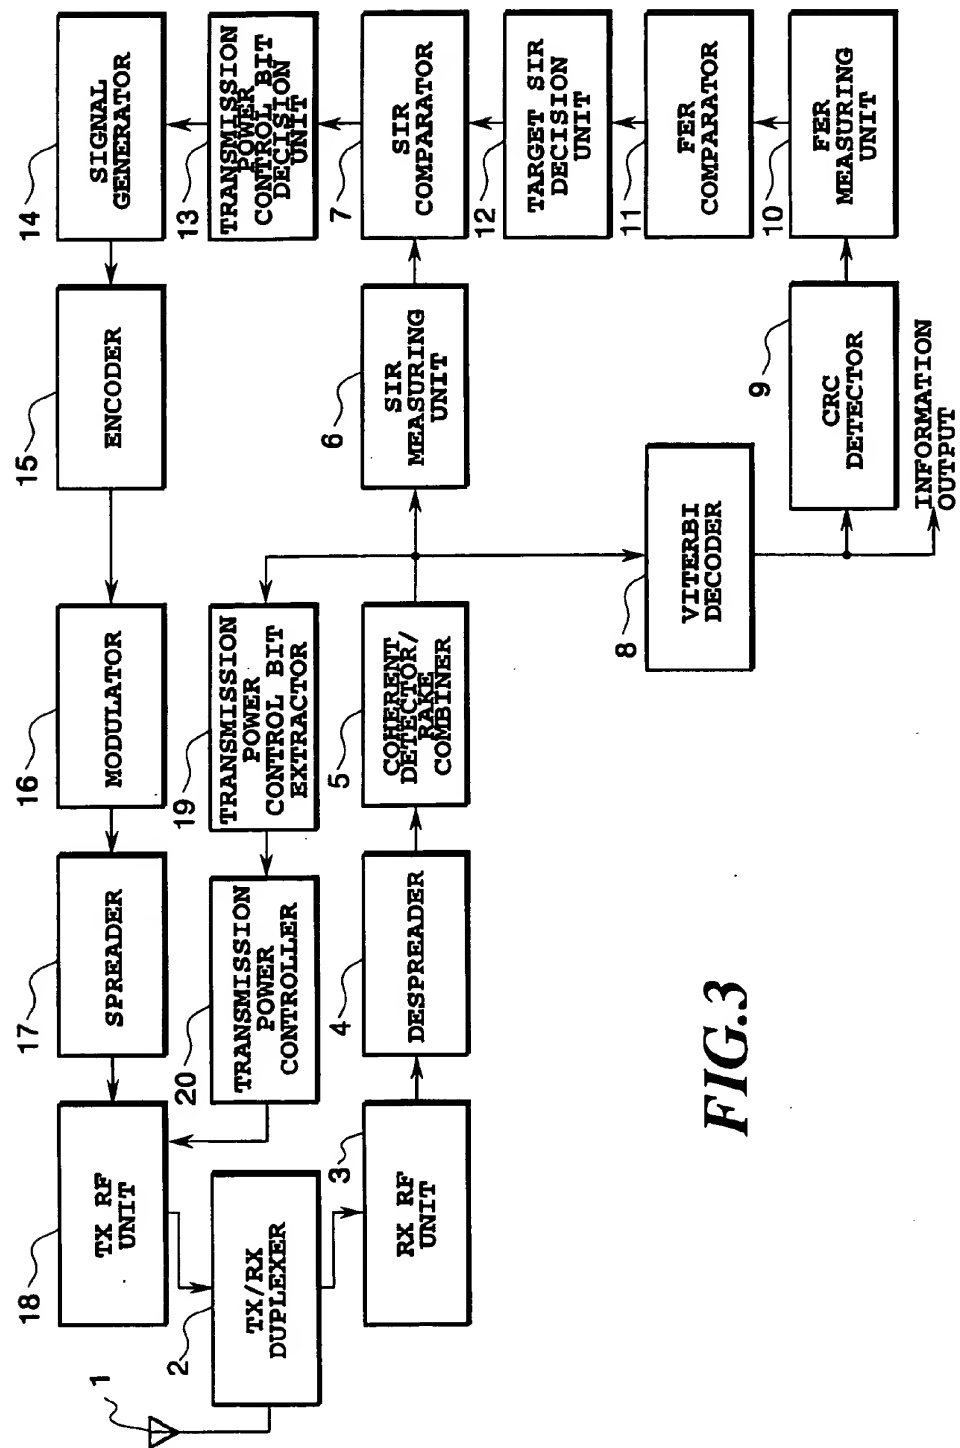 1
2
TX/RX
DUPLEXER
18
TX RF
UNIT
17
SPREADER
16
MODULATOR
15
ENCODER
14
SIGNAL
GENERATOR
20
TRANSMISSION
POWER
CONTROLLER
19
TRANSMISSION
POWER
CONTROL BIT
EXTRACTOR
13
TRANSMISSION
POWER
CONTROL BIT
DECISION
UNIT
3
RX RF
UNIT
4
DESPREADER
5
COHERENT
DETECTOR/
RAKE
COMBINER
6
SIR
MEASURING
UNIT
7
SIR
COMPARATOR
12
TARGET SIR
DECISION
UNIT
8
VITERBI
DECODER
11
FER
COMPARATOR
9
CRC
DETECTOR
10
FER
MEASURING
UNIT
INFORMATION
OUTPUT
FIG.3